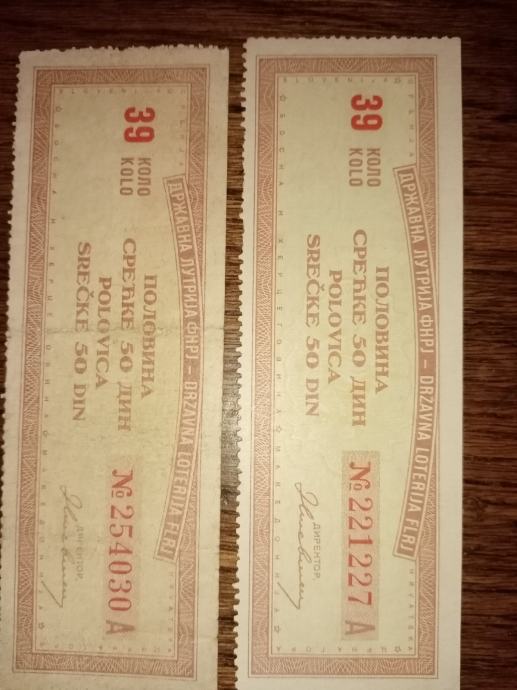 39 КОЛО
KOLO
ДРЖАВНА ЛУТРИЈА ФНРЈ – DRŽAVNA LOTERIJA FLRJ
ПОЛОВИНА
СРЕЋКЕ 50 ДИН
POLOVICA
SREČKE 50 DIN
№ 254030 A
ДИРЕКТОР,
39 КОЛО
KOLO
ДРЖАВНА ЛУТРИЈА ФНРЈ – DRŽAVNA LOTERIJA FLRJ
ПОЛОВИНА
СРЕЋКЕ 50 ДИН
POLOVICA
SREČKE 50 DIN
№ 221227 A
ДИРЕКТОР,